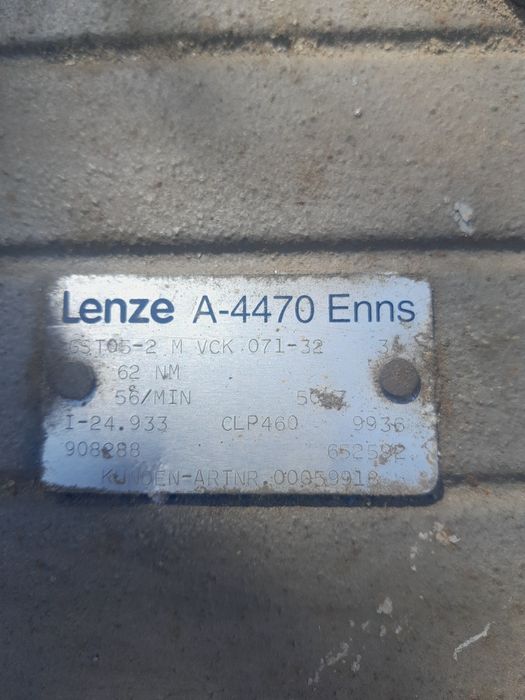 Lenze A-4470 Enns
GST05-2 M VCK 071-32
62 NM
56/MIN
I-24.933 CLP460 9936
908288 652592
KUNDEN-ARTNR.